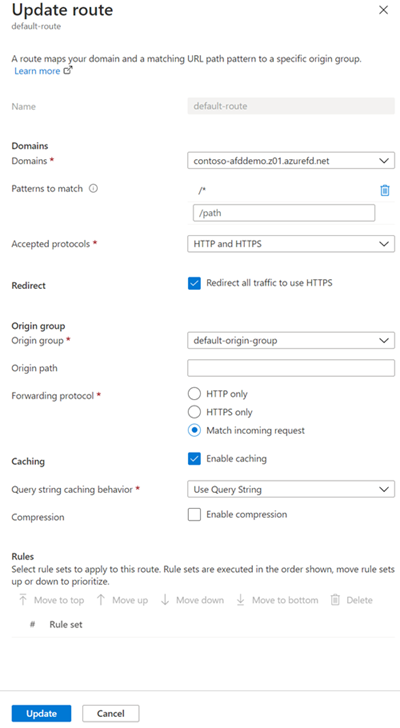 Update route
default-route
A route maps your domain and a matching URL path pattern to a specific origin group.
Learn more
Name default-route
Domains
Domains * contoso-afddemo.z01.azurefd.net
Patterns to match /*
/path
Accepted protocols * HTTP and HTTPS
Redirect Redirect all traffic to use HTTPS
Origin group
Origin group * default-origin-group
Origin path
Forwarding protocol * HTTP only
HTTPS only
Match incoming request
Caching Enable caching
Query string caching behavior * Use Query String
Compression Enable compression
Rules
Select rule sets to apply to this route. Rule sets are executed in the order shown, move rule sets
up or down to prioritize.
Move to top Move up Move down Move to bottom Delete
# Rule set
Update Cancel